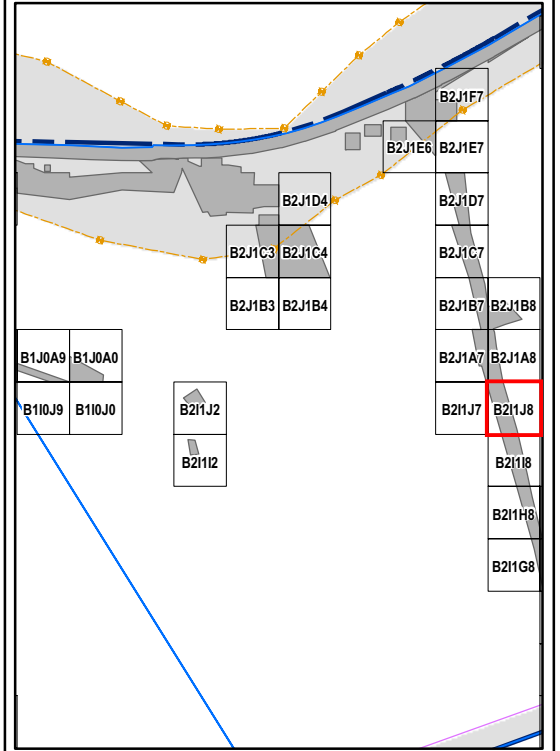 B2J1F7
B2J1E6 B2J1E7
B2J1D4 B2J1D7
B2J1C3 B2J1C4 B2J1C7
B2J1B3 B2J1B4 B2J1B7 B2J1B8
B1J0A9 B1J0A0 B2J1A7 B2J1A8
B1I0J9 B1I0J0 B2I1J2 B2I1J7 B2I1J8
B2I1I2 B2I1I8
B2I1H8
B2I1G8